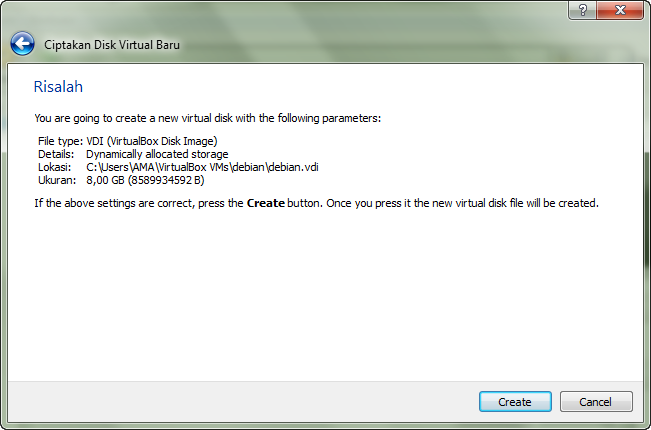 Ciptakan Disk Virtual Baru
Risalah
You are going to create a new virtual disk with the following parameters:
File type: VDI (VirtualBox Disk Image)
Details: Dynamically allocated storage
Lokasi: C:\Users\AMA\VirtualBox VMs\debian\debian.vdi
Ukuran: 8,00 GB (8589934592 B)
If the above settings are correct, press the Create button. Once you press it the new virtual disk file will be created.
Create Cancel